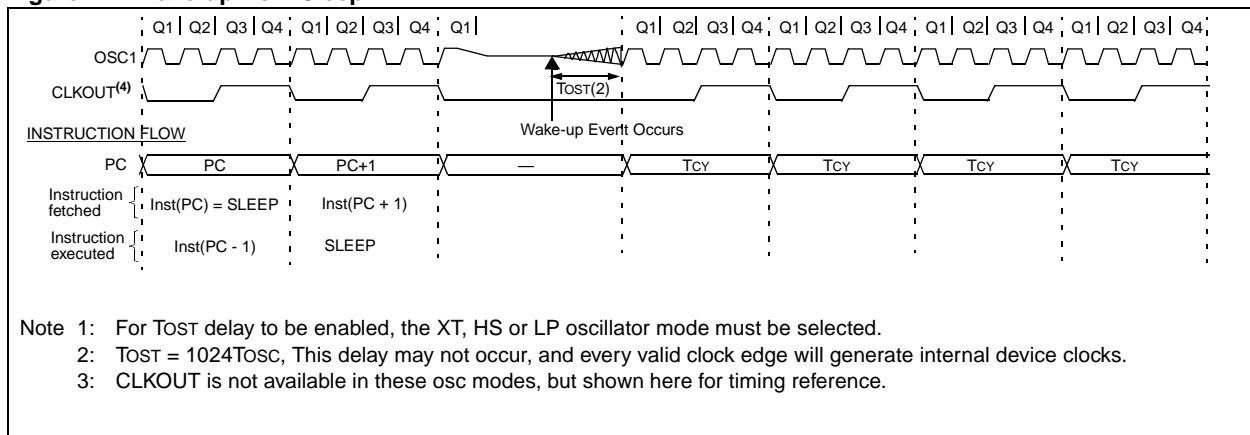 Q1 Q2 Q3 Q4 Q1 Q2 Q3 Q4 Q1 Q1 Q2 Q3 Q4 Q1 Q2 Q3 Q4 Q1 Q2 Q3 Q4 Q1 Q2 Q3 Q4
OSC1
CLKOUT(4)
TOST(2)
Wake-up Event Occurs
INSTRUCTION FLOW
PC PC PC+1 — TCY TCY TCY TCY
Instruction fetched Inst(PC) = SLEEP Inst(PC + 1)
Instruction executed Inst(PC - 1) SLEEP
Note 1: For TOST delay to be enabled, the XT, HS or LP oscillator mode must be selected.
2: TOST = 1024TOSC, This delay may not occur, and every valid clock edge will generate internal device clocks.
3: CLKOUT is not available in these osc modes, but shown here for timing reference.